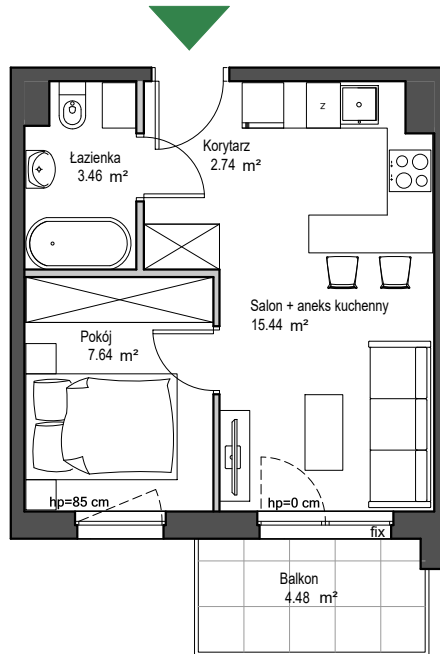 z
Łazienka
3.46 m²
Korytarz
2.74 m²
Salon + aneks kuchenny
15.44 m²
Pokój
7.64 m²
hp=85 cm
hp=0 cm
fix
Balkon
4.48 m²